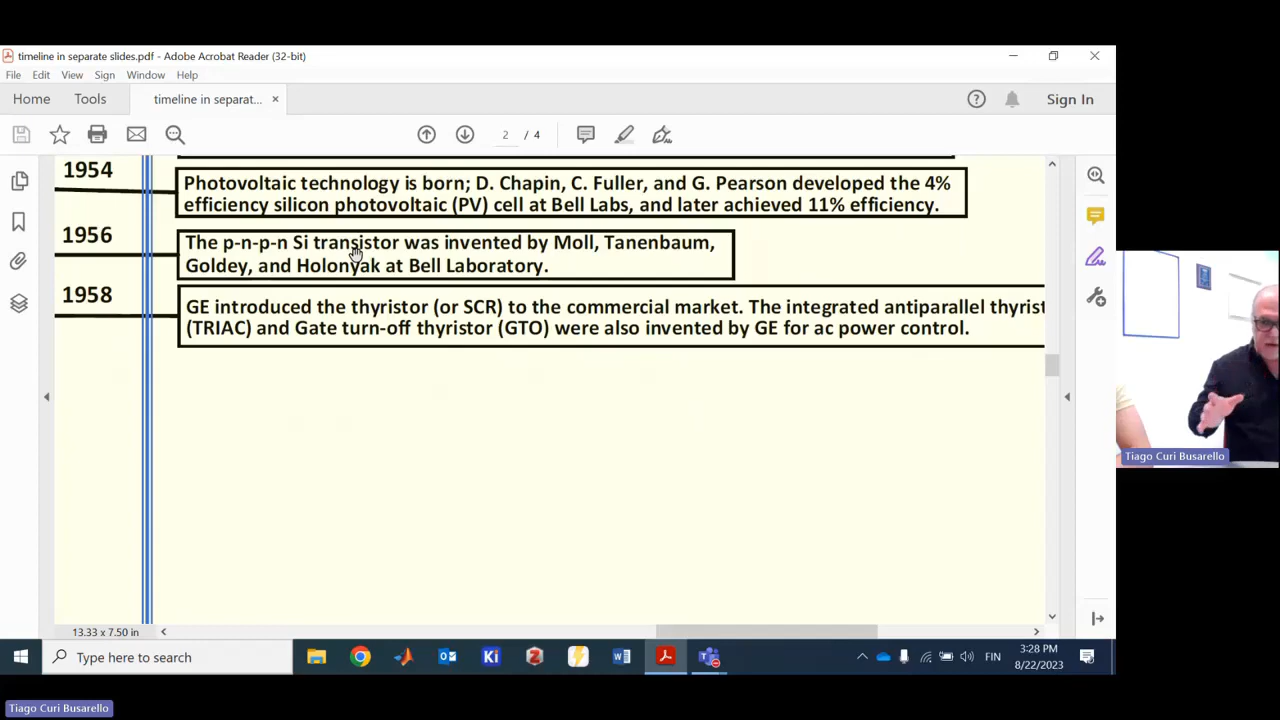 timeline in separate slides.pdf - Adobe Acrobat Reader (32-bit)
File Edit View Sign Window Help
Home Tools timeline in separat... × Sign In
2 / 4
1954
Photovoltaic technology is born; D. Chapin, C. Fuller, and G. Pearson developed the 4%
efficiency silicon photovoltaic (PV) cell at Bell Labs, and later achieved 11% efficiency.
1956
The p-n-p-n Si transistor was invented by Moll, Tanenbaum,
Goldey, and Holonyak at Bell Laboratory.
1958
GE introduced the thyristor (or SCR) to the commercial market. The integrated antiparallel thyrist
(TRIAC) and Gate turn-off thyristor (GTO) were also invented by GE for ac power control.
Tiago Curi Busarello
13.33 x 7.50 in
Type here to search
Ki
FIN
3:28 PM
8/22/2023
Tiago Curi Busarello